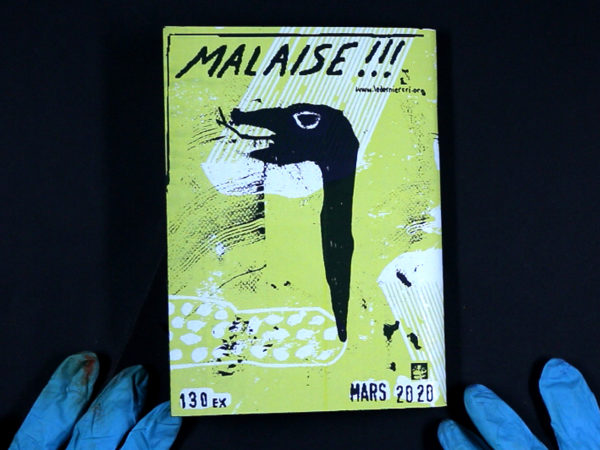 MALAISE !!!
www.lederniercri.org
130 EX
MARS 2020